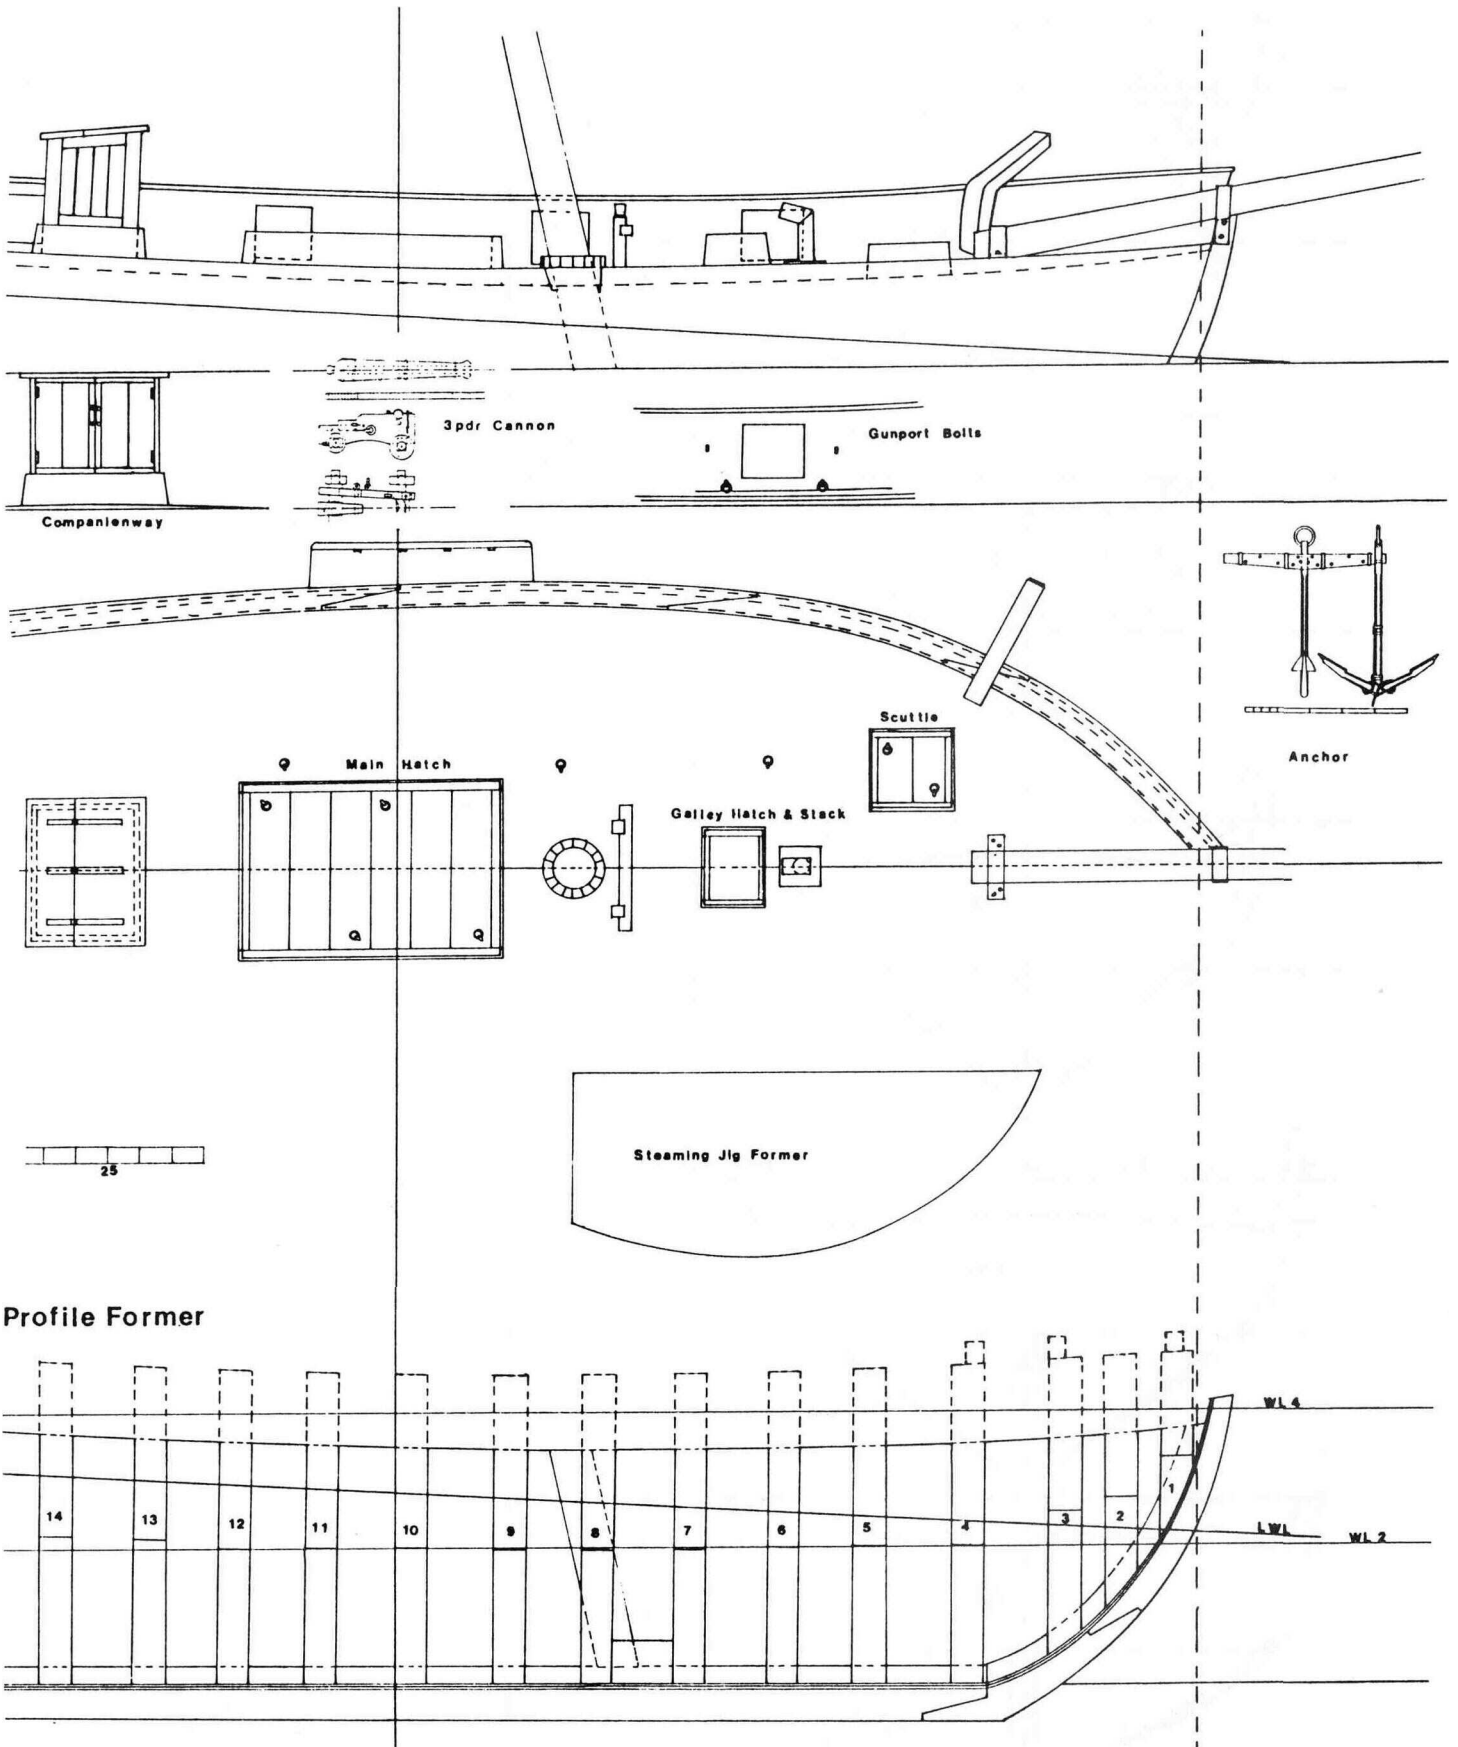 3pdr Cannon
Gunport Bolts
Companienway
Scuttle
Main Hatch
Anchor
Galley Hatch & Stack
Steaming Jig Former
25
Profile Former
WL 4
14 13 12 11 10 9 8 7 6 5 4 3 2 1
LWL
WL 2